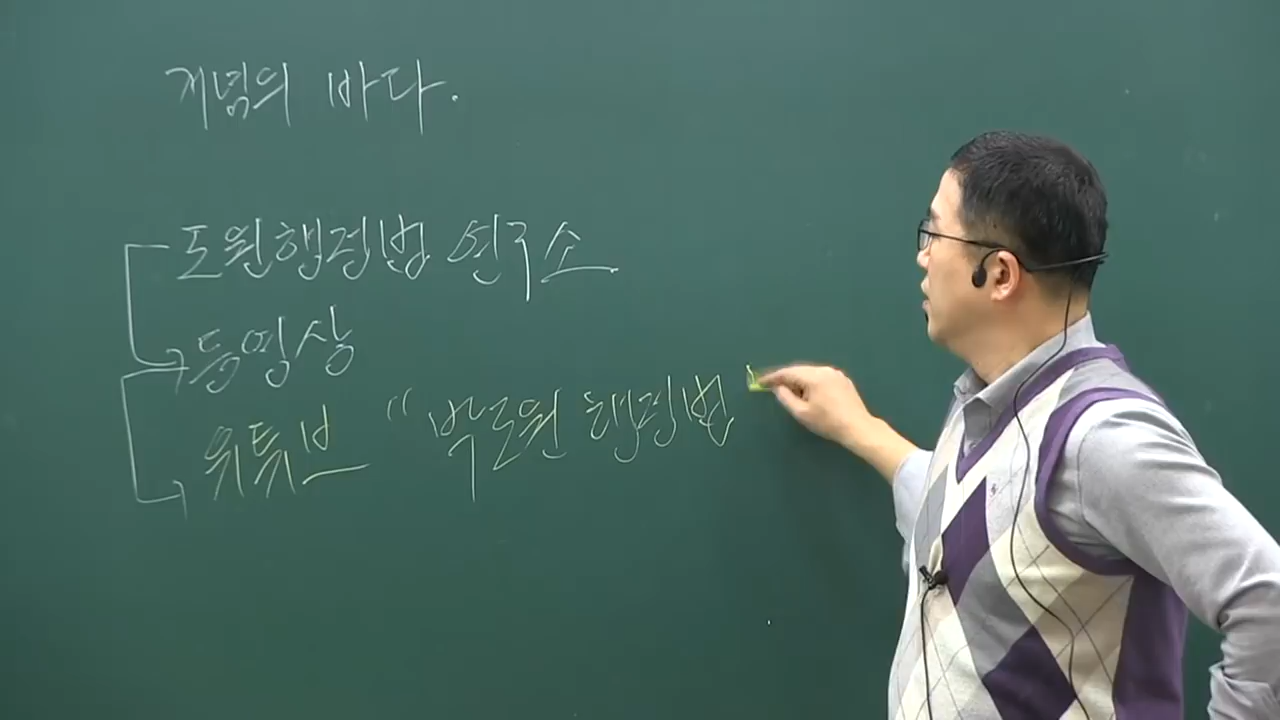 개념의 바다.
도원행정법 연구소
동영상
유튜브 "박도원 행정법